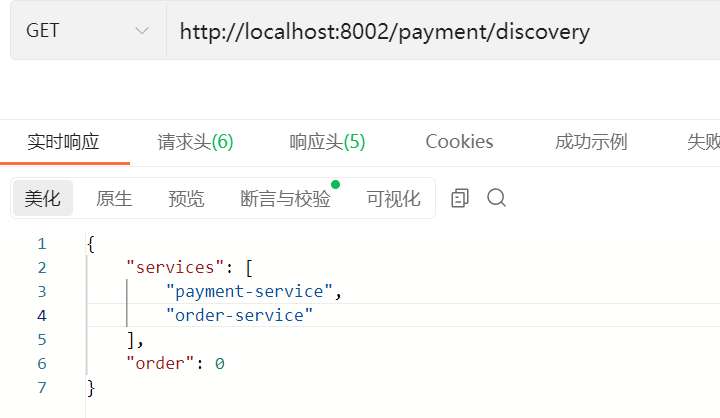 GET http://localhost:8002/payment/discovery
实时响应 请求头(6) 响应头(5) Cookies 成功示例 失败
美化 原生 预览 断言与校验 可视化
1 {
2 "services": [
3 "payment-service",
4 "order-service"
5 ],
6 "order": 0
7 }